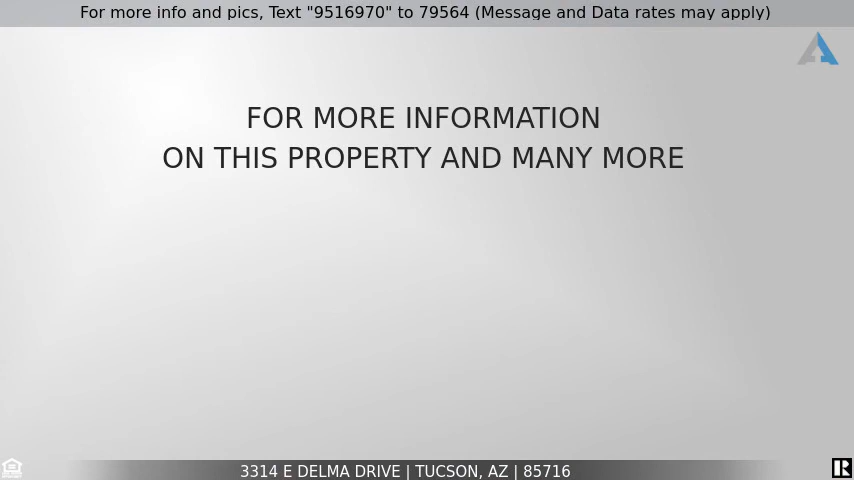 For more info and pics, Text "9516970" to 79564 (Message and Data rates may apply)
FOR MORE INFORMATION
ON THIS PROPERTY AND MANY MORE
3314 E DELMA DRIVE | TUCSON, AZ | 85716